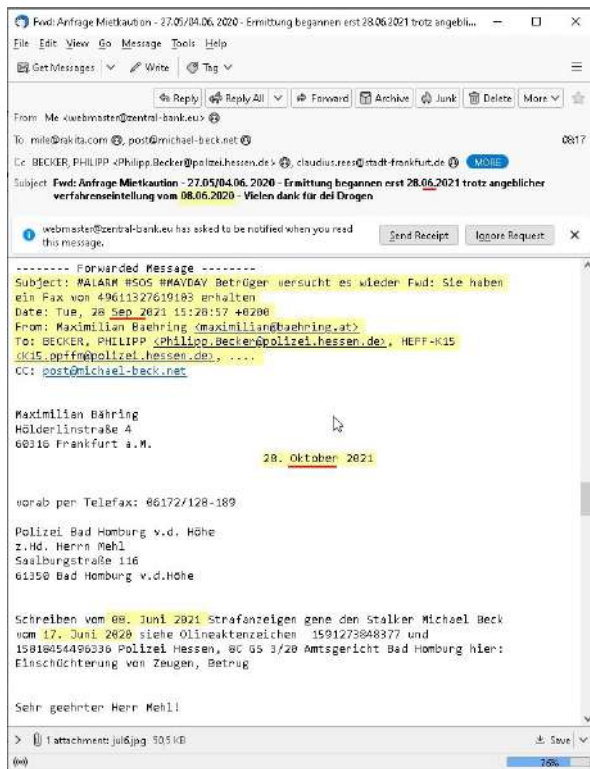 Fwd: Anfrage Mietkaution - 27.05/04.06. 2020 - Ermittung begannen erst 28.06.2021 trotz angebli...
File Edit View Go Message Tools Help
Get Messages Write Tag
Reply Reply All Forward Archive Junk Delete More
From Me <webmaster@zentral-bank.eu>
To mile@rakita.com, post@michael-beck.net 08:17
Cc BECKER, PHILIPP <Philipp.Becker@polizei.hessen.de>, claudius.rees@stadt-frankfurt.de MORE
Subject Fwd: Anfrage Mietkaution - 27.05/04.06. 2020 - Ermittung begannen erst 28.06.2021 trotz angeblicher
verfahrenseintellung vom 08.06.2020 - Vielen dank für dei Drogen
webmaster@zentral-bank.eu has asked to be notified when you read
this message.
Send Receipt Ignore Request
-------- Forwarded Message --------
Subject: #ALARM #SOS #MAYDAY Betrüger versucht es wieder Fwd: Sie haben
ein Fax von 49611327619103 erhalten
Date: Tue, 28 Sep 2021 15:28:57 +0200
From: Maximilian Baehring <maximilian@baehring.at>
To: BECKER, PHILIPP <Philipp.Becker@polizei.hessen.de>, HEPF-K15
<K15.ppffm@polizei.hessen.de>, ....
CC: post@michael-beck.net
Maximilian Bähring
Hölderlinstraße 4
60316 Frankfurt a.M.
28. Oktober 2021
vorab per Telefax: 06172/120-189
Polizei Bad Homburg v.d. Höhe
z.Hd. Herrn Mehl
Saalburgstraße 116
61350 Bad Homburg v.d.Höhe
Schreiben vom 08. Juni 2021 Strafanzeigen gene den Stalker Michael Beck
vom 17. Juni 2020 siehe Olineaktenzeichen 1591273848377 und
15818454496336 Polizei Hessen, 8C GS 3/20 Amtsgericht Bad Homburg hier:
Einschüchterung von Zeugen, Betrug
Sehr geehrter Herr Mehl!
1 attachment: jul6.jpg 50,5 KB Save
76%